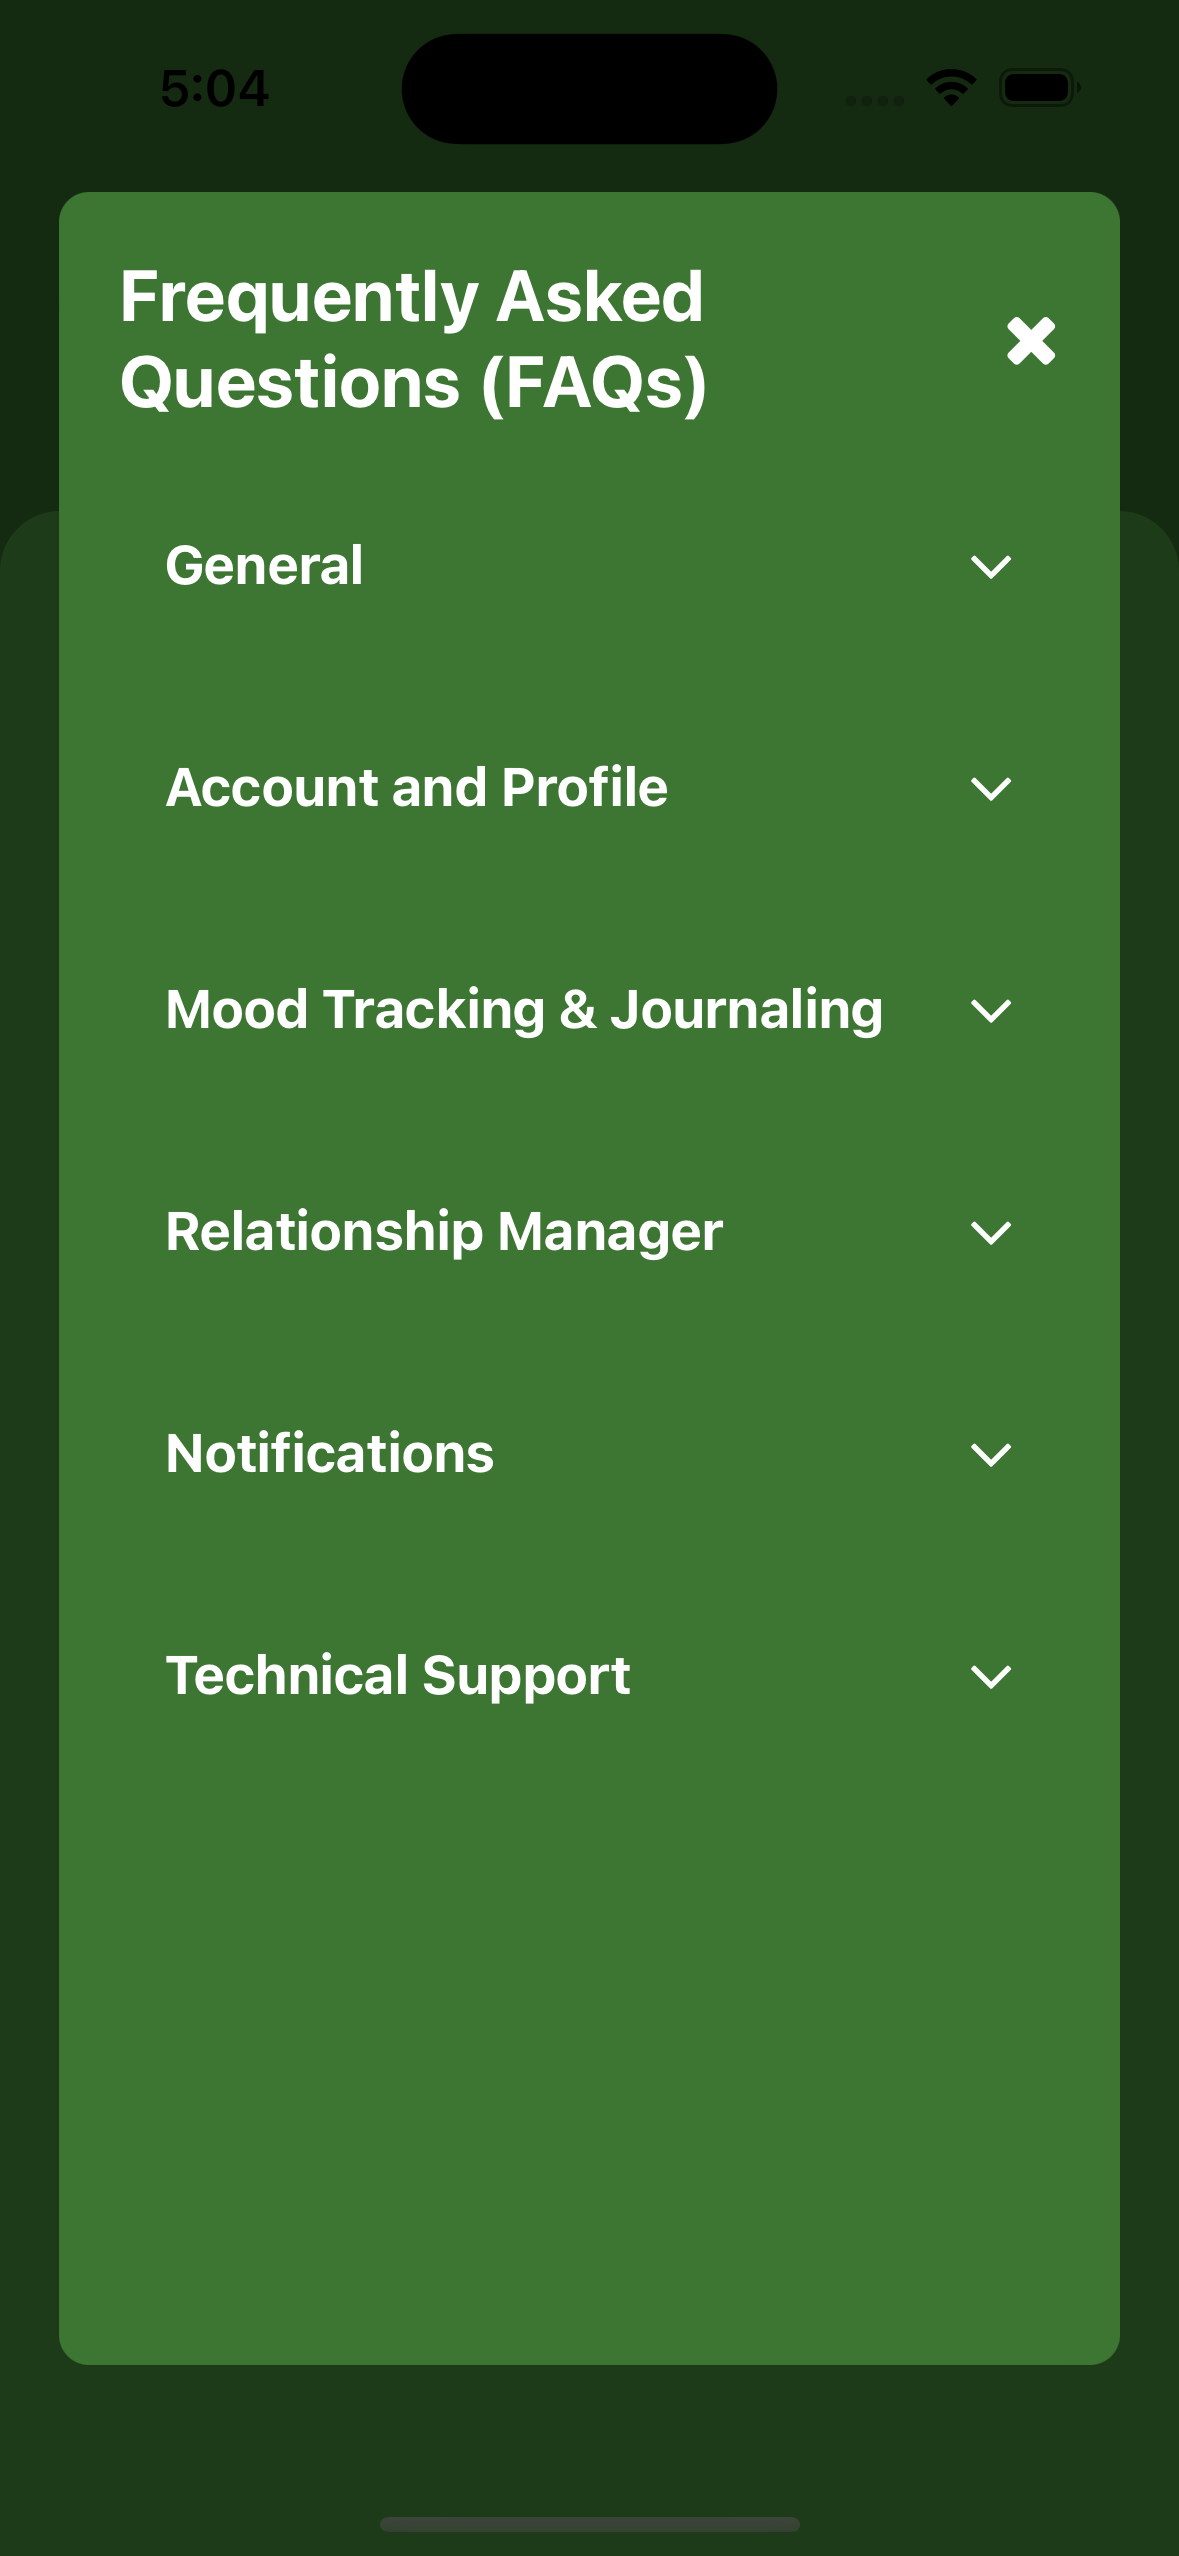 5:04
Frequently Asked
Questions (FAQs)
General
Account and Profile
Mood Tracking & Journaling
Relationship Manager
Notifications
Technical Support